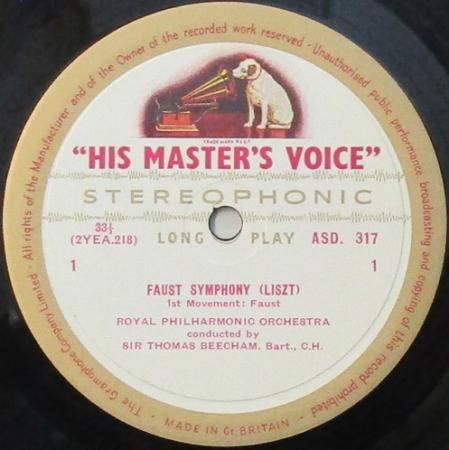 All rights of the Manufacturer and of the Owner of the recorded work reserved - Unauthorised public performance, broadcasting and copying of this record prohibited
TRADE MARK REGD
"HIS MASTER'S VOICE"
STEREOPHONIC
33⅓
(2YEA.218) LONG PLAY ASD. 317
1 1
FAUST SYMPHONY (LISZT)
1st Movement: Faust
ROYAL PHILHARMONIC ORCHESTRA
conducted by
SIR THOMAS BEECHAM, Bart., C.H.
The Gramophone Company Limited -
MADE IN Gt. BRITAIN